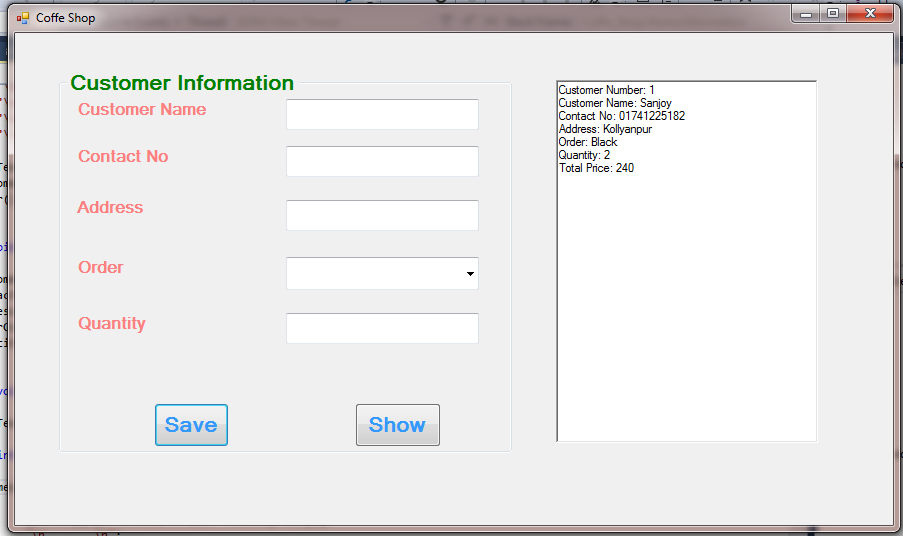 Coffe Shop
Customer Information
Customer Name
Contact No
Address
Order
Quantity
Save
Show
Customer Number: 1
Customer Name: Sanjoy
Contact No: 01741225182
Address: Kollyanpur
Order: Black
Quantity: 2
Total Price: 240